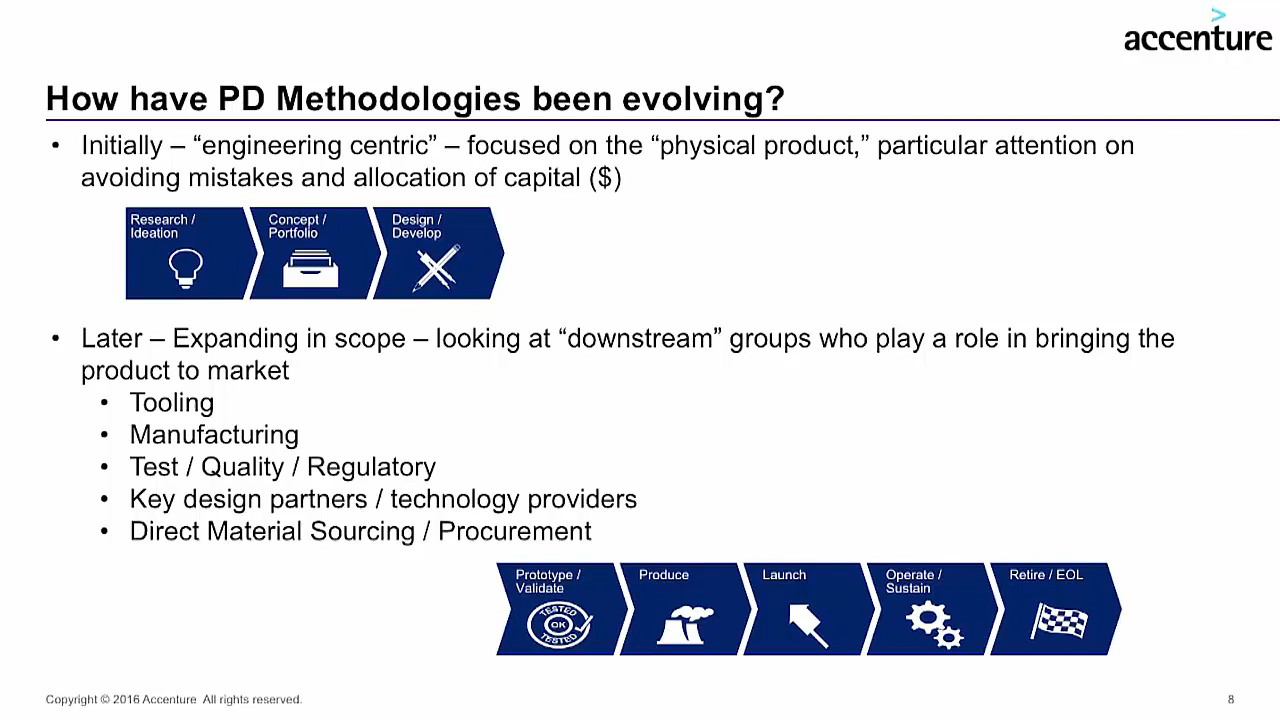 accenture
How have PD Methodologies been evolving?
• Initially – “engineering centric” – focused on the “physical product,” particular attention on
avoiding mistakes and allocation of capital ($)
Research /
Ideation
Concept /
Portfolio
Design /
Develop
• Later – Expanding in scope – looking at “downstream” groups who play a role in bringing the
product to market
• Tooling
• Manufacturing
• Test / Quality / Regulatory
• Key design partners / technology providers
• Direct Material Sourcing / Procurement
Prototype /
Validate
TESTED
OK
TESTED
Produce
Launch
Operate /
Sustain
Retire / EOL
Copyright © 2016 Accenture All rights reserved.
8